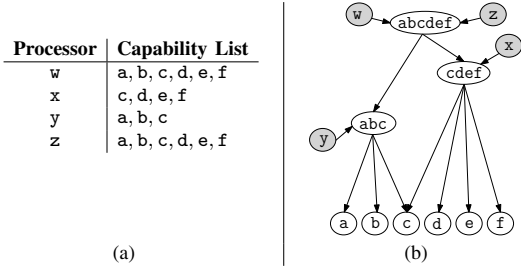 Processor Capability List
w a, b, c, d, e, f
x c, d, e, f
y a, b, c
z a, b, c, d, e, f
(a)
w z
abcdef
x
cdef
abc
y
a b c d e f
(b)